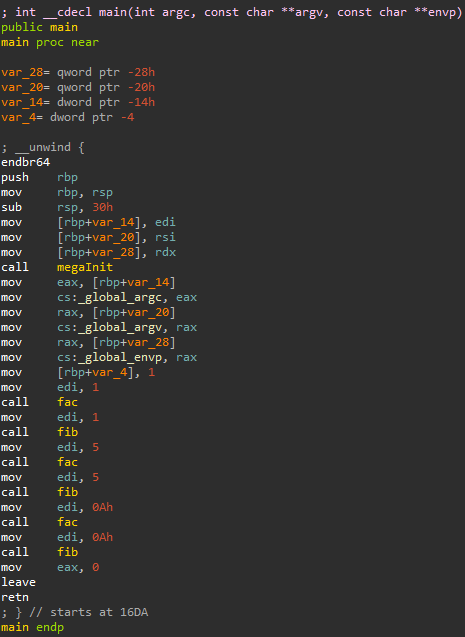 ; int __cdecl main(int argc, const char **argv, const char **envp)
public main
main proc near
var_28= qword ptr -28h
var_20= qword ptr -20h
var_14= dword ptr -14h
var_4= dword ptr -4
; __unwind {
endbr64
push rbp
mov rbp, rsp
sub rsp, 30h
mov [rbp+var_14], edi
mov [rbp+var_20], rsi
mov [rbp+var_28], rdx
call megaInit
mov eax, [rbp+var_14]
mov cs:_global_argc, eax
mov rax, [rbp+var_20]
mov cs:_global_argv, rax
mov rax, [rbp+var_28]
mov cs:_global_envp, rax
mov [rbp+var_4], 1
mov edi, 1
call fac
mov edi, 1
call fib
mov edi, 5
call fac
mov edi, 5
call fib
mov edi, 0Ah
call fac
mov edi, 0Ah
call fib
mov eax, 0
leave
retn
; } // starts at 16DA
main endp